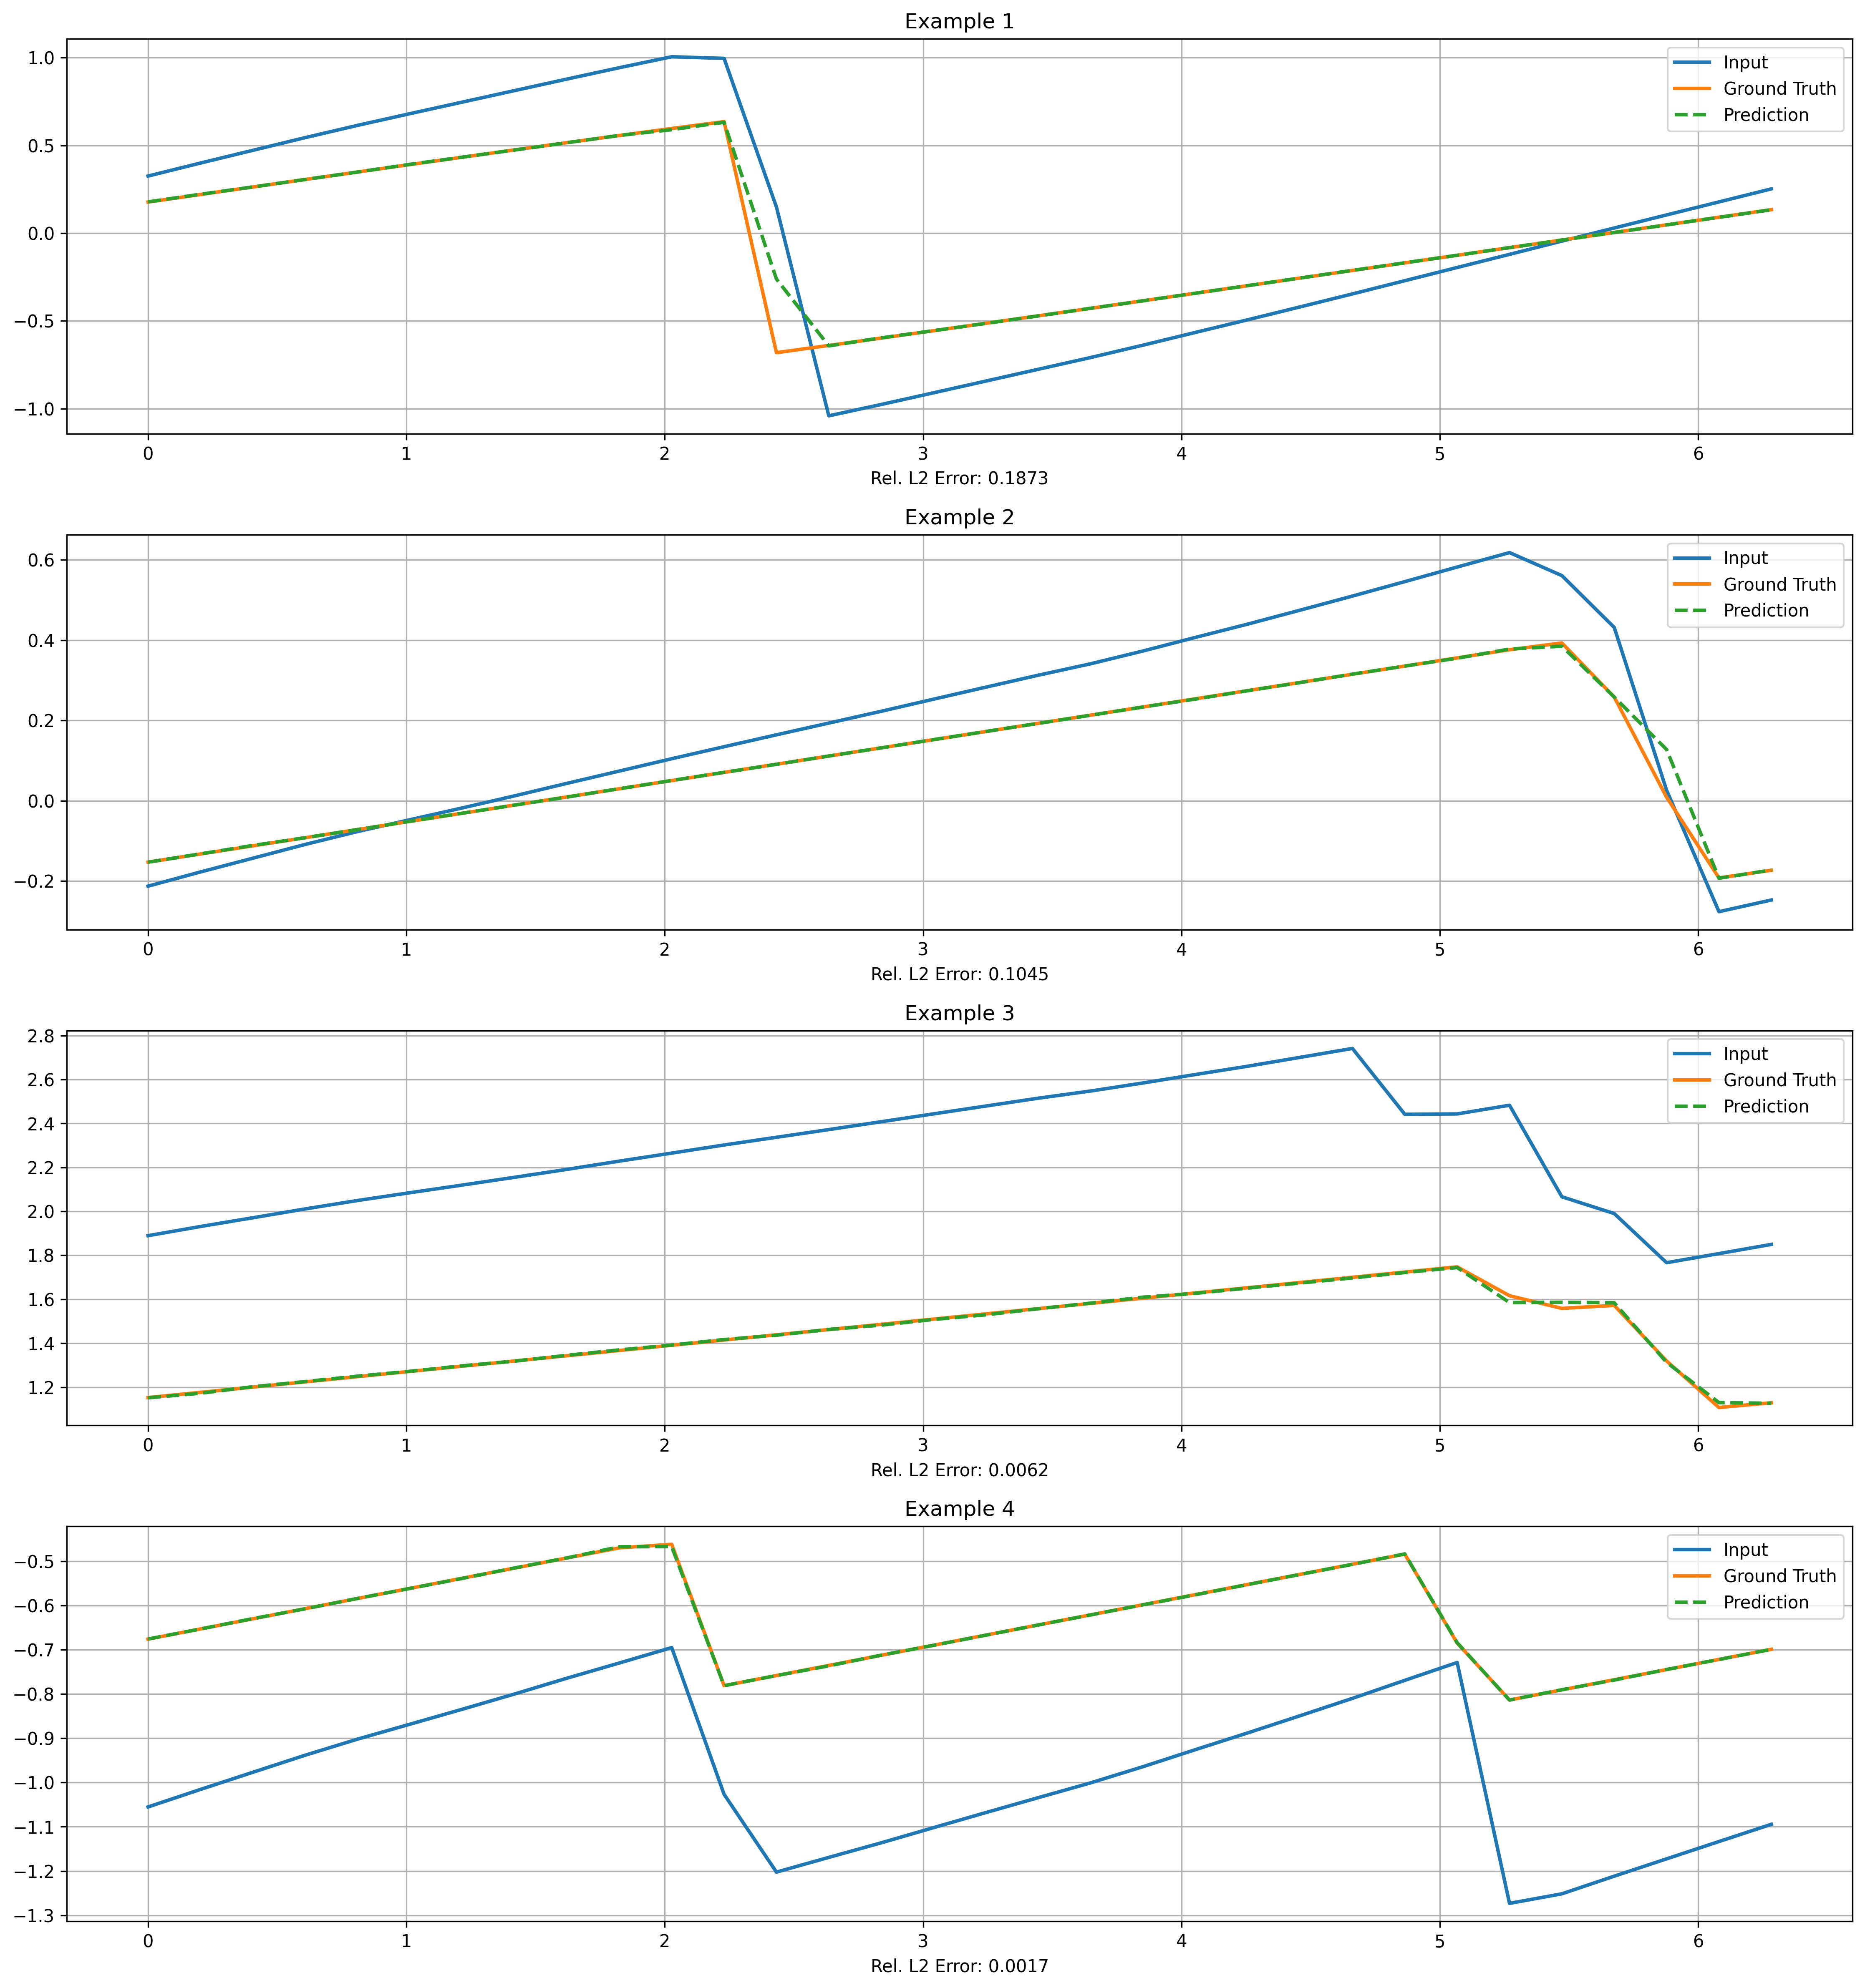 Example 1
1.0
0.5
0.0
−0.5
−1.0
Input
Ground Truth
Prediction
0 1 2 3 4 5 6
Rel. L2 Error: 0.1873
Example 2
0.6
0.4
0.2
0.0
−0.2
Input
Ground Truth
Prediction
0 1 2 3 4 5 6
Rel. L2 Error: 0.1045
Example 3
2.8
2.6
2.4
2.2
2.0
1.8
1.6
1.4
1.2
Input
Ground Truth
Prediction
0 1 2 3 4 5 6
Rel. L2 Error: 0.0062
Example 4
−0.5
−0.6
−0.7
−0.8
−0.9
−1.0
−1.1
−1.2
−1.3
Input
Ground Truth
Prediction
0 1 2 3 4 5 6
Rel. L2 Error: 0.0017